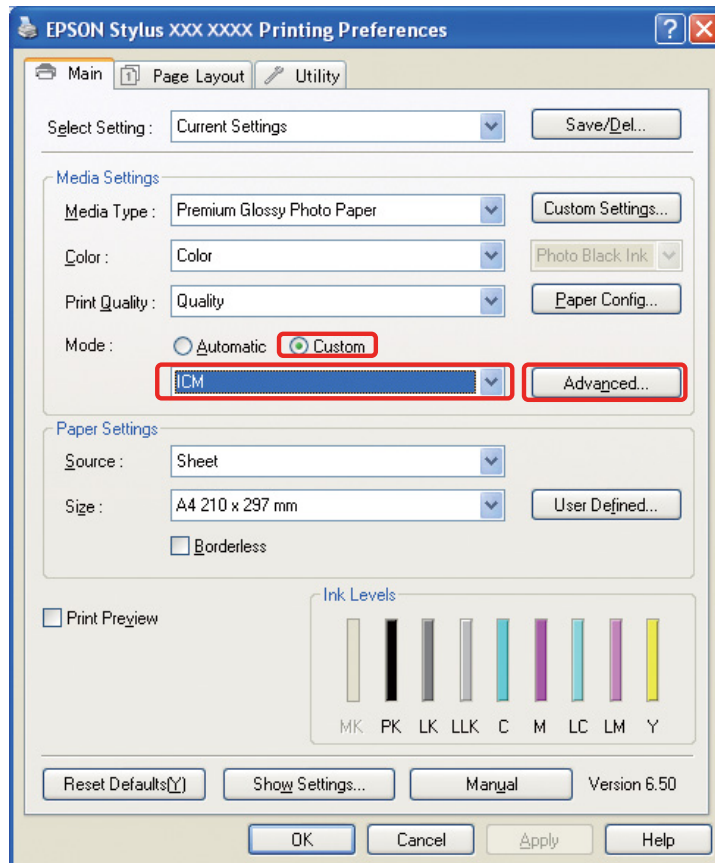 EPSON Stylus XXX XXXX Printing Preferences
Main
Page Layout
Utility
Select Setting :
Current Settings
Save/Del...
Media Settings
Media Type :
Premium Glossy Photo Paper
Custom Settings...
Color :
Color
Photo Black Ink
Print Quality :
Quality
Paper Config...
Mode :
Automatic
Custom
ICM
Advanced...
Paper Settings
Source :
Sheet
Size :
A4 210 x 297 mm
User Defined...
Borderless
Print Preview
Ink Levels
MK PK LK LLK C M LC LM Y
Reset Defaults(Y)
Show Settings...
Manual
Version 6.50
OK
Cancel
Apply
Help